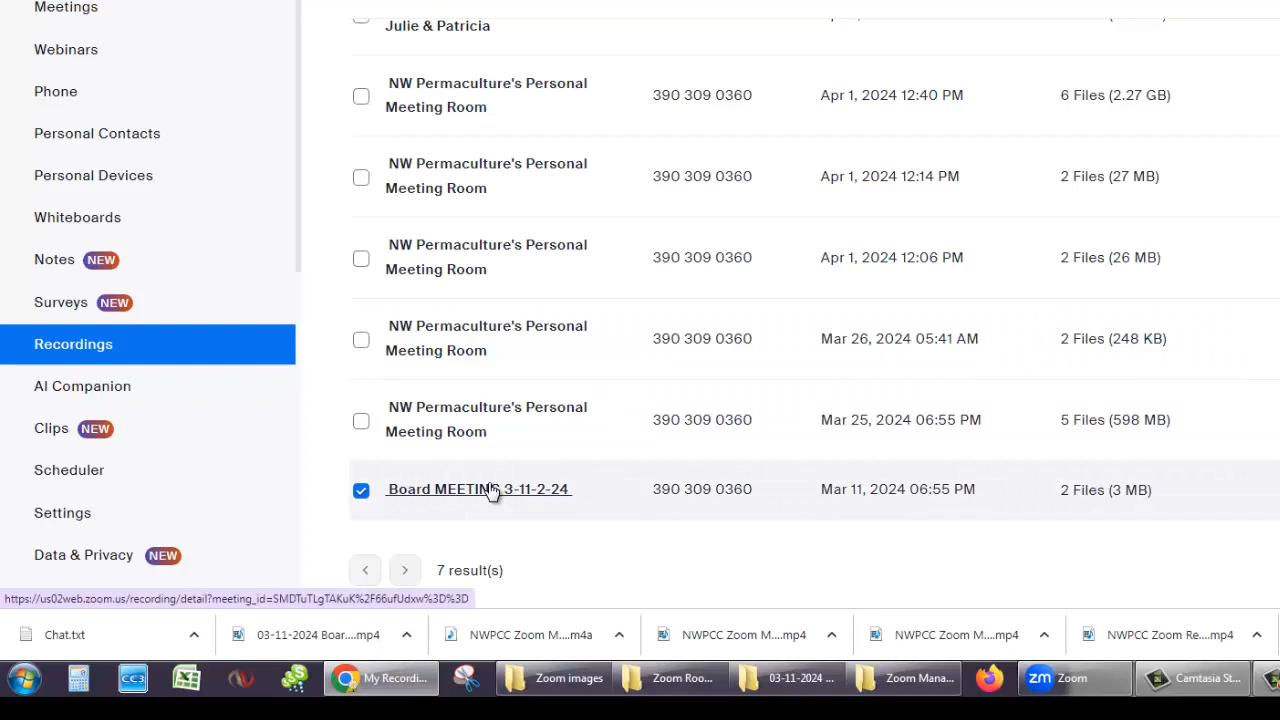 Meetings
Webinars
Phone
Personal Contacts
Personal Devices
Whiteboards
Notes NEW
Surveys NEW
Recordings
AI Companion
Clips NEW
Scheduler
Settings
Data & Privacy NEW
Julie & Patricia
NW Permaculture's Personal
Meeting Room
390 309 0360
Apr 1, 2024 12:40 PM
6 Files (2.27 GB)
NW Permaculture's Personal
Meeting Room
390 309 0360
Apr 1, 2024 12:14 PM
2 Files (27 MB)
NW Permaculture's Personal
Meeting Room
390 309 0360
Apr 1, 2024 12:06 PM
2 Files (26 MB)
NW Permaculture's Personal
Meeting Room
390 309 0360
Mar 26, 2024 05:41 AM
2 Files (248 KB)
NW Permaculture's Personal
Meeting Room
390 309 0360
Mar 25, 2024 06:55 PM
5 Files (598 MB)
Board MEETING 3-11-2-24
390 309 0360
Mar 11, 2024 06:55 PM
2 Files (3 MB)
7 result(s)
https://us02web.zoom.us/recording/detail?meeting_id=SMDTuTLgTAKuK%2F66ufUdxw%3D%3D
Chat.txt
03-11-2024 Boar....mp4
NWPCC Zoom M....m4a
NWPCC Zoom M....mp4
NWPCC Zoom M....mp4
NWPCC Zoom Re....mp4
CC3
My Recordi...
Zoom images
Zoom Roo...
03-11-2024 ...
Zoom Mana...
zm Zoom
Camtasia St...